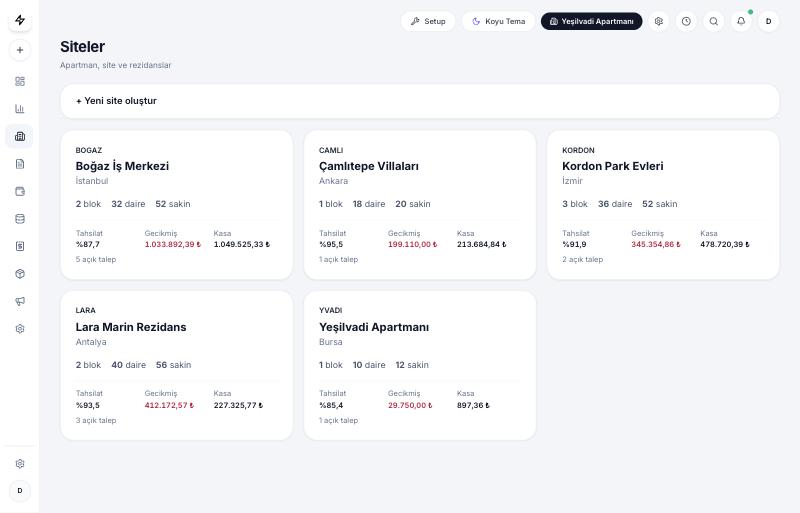 Setup
Koyu Tema
Yeşilvadi Apartmanı
D
Siteler
Apartman, site ve rezidanslar
+ Yeni site oluştur
BOGAZ
Boğaz İş Merkezi
İstanbul
2 blok 32 daire 52 sakin
Tahsilat Gecikmiş Kasa
%87,7 1.033.892,39 ₺ 1.049.525,33 ₺
5 açık talep
CAMLI
Çamlıtepe Villaları
Ankara
1 blok 18 daire 20 sakin
Tahsilat Gecikmiş Kasa
%95,5 199.110,00 ₺ 213.684,84 ₺
1 açık talep
KORDON
Kordon Park Evleri
İzmir
3 blok 36 daire 52 sakin
Tahsilat Gecikmiş Kasa
%91,9 345.354,86 ₺ 478.720,39 ₺
2 açık talep
LARA
Lara Marin Rezidans
Antalya
2 blok 40 daire 56 sakin
Tahsilat Gecikmiş Kasa
%93,5 412.172,57 ₺ 227.325,77 ₺
3 açık talep
YVADI
Yeşilvadi Apartmanı
Bursa
1 blok 10 daire 12 sakin
Tahsilat Gecikmiş Kasa
%85,4 29.750,00 ₺ 897,36 ₺
1 açık talep
D